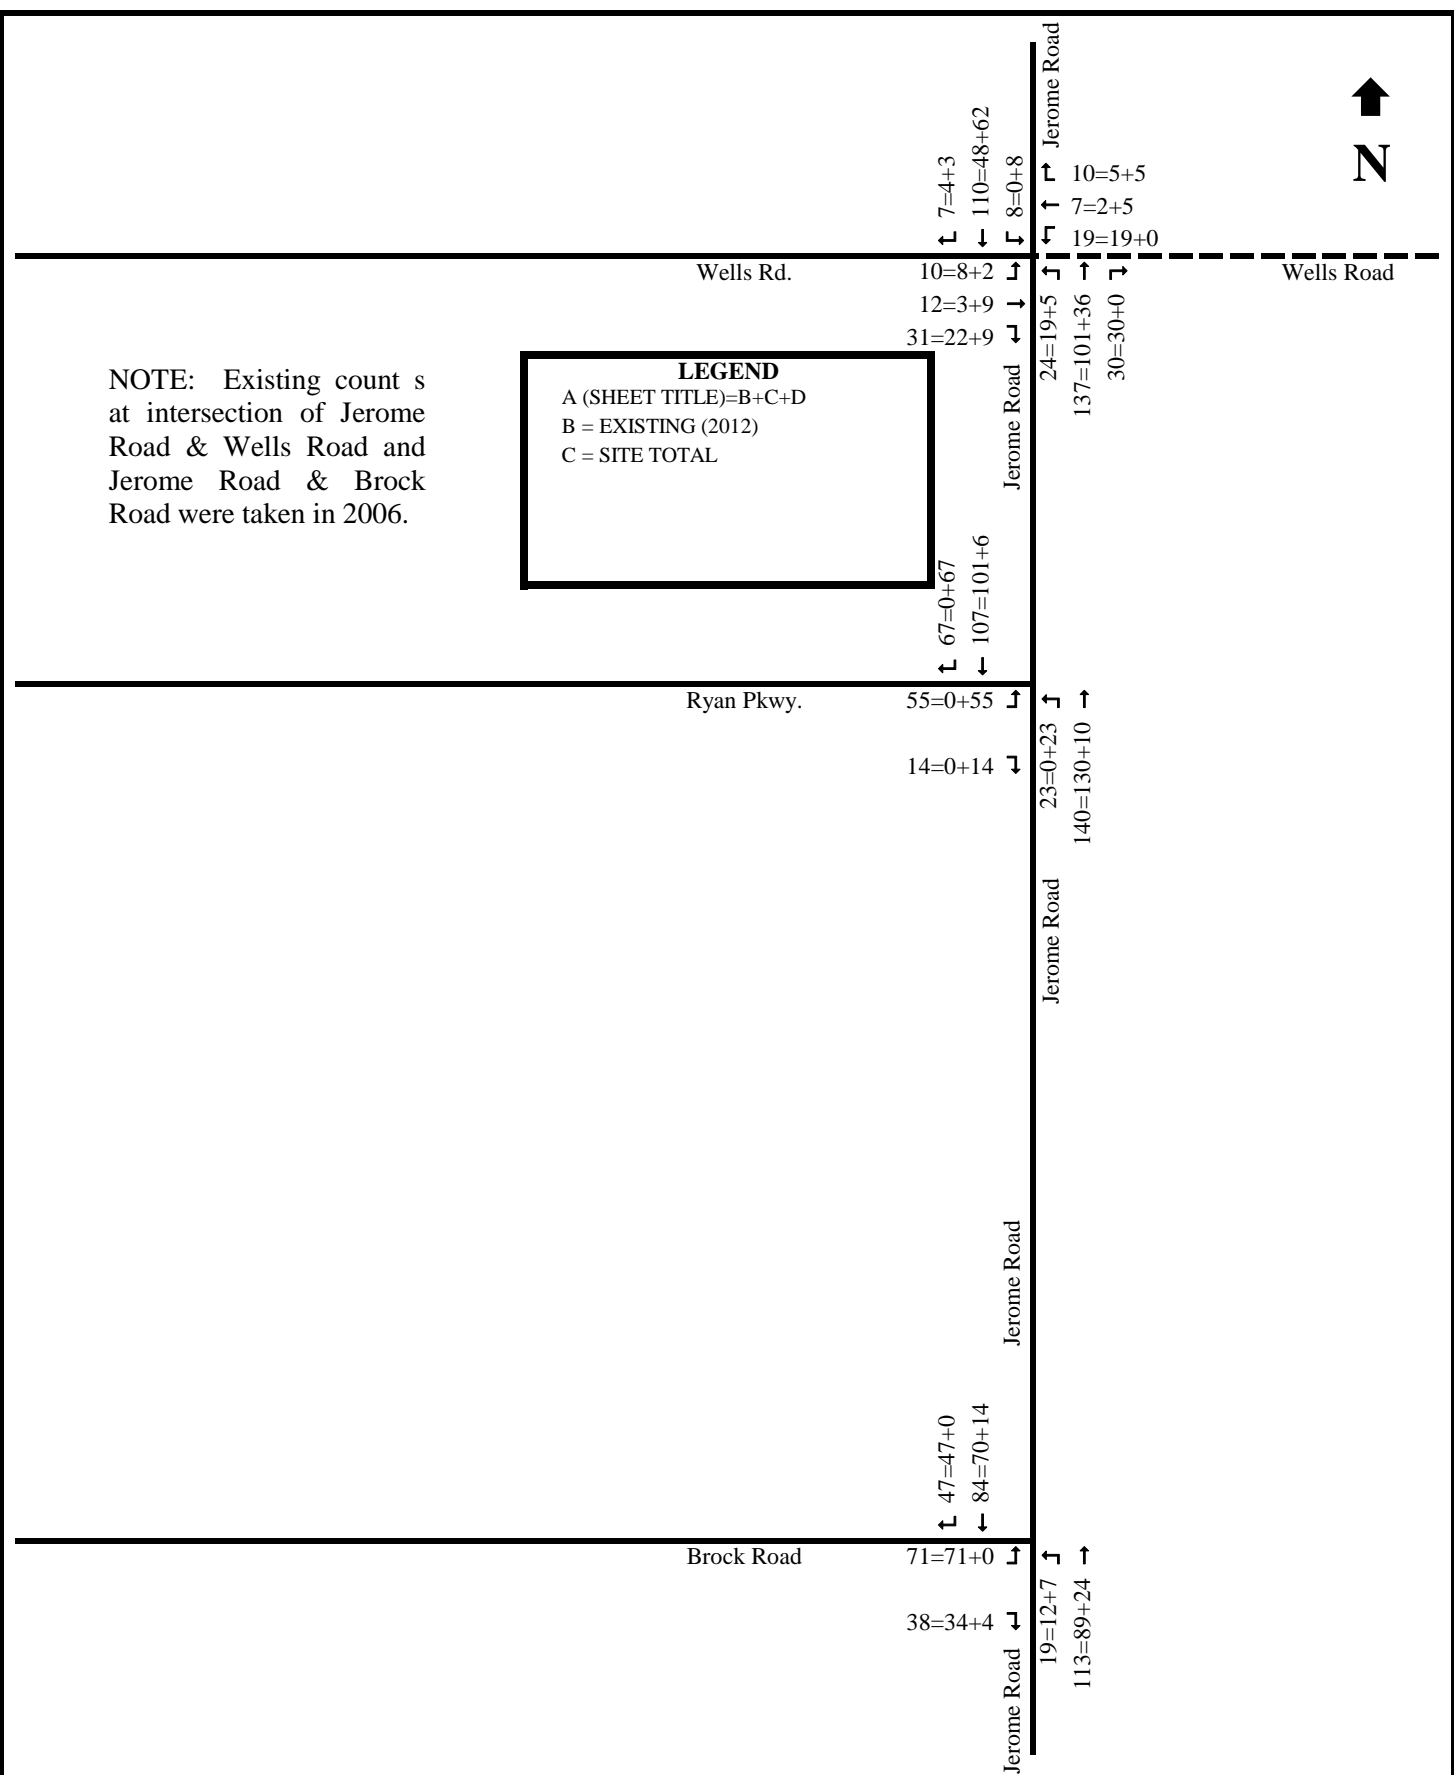 Jerome Road
7=4+3
110=48+62
8=0+8
10=5+5
7=2+5
19=19+0
N
Wells Rd.
10=8+2
12=3+9
31=22+9
24=19+5
137=101+36
30=30+0
Wells Road
Jerome Road
NOTE: Existing count s
at intersection of Jerome
Road & Wells Road and
Jerome Road & Brock
Road were taken in 2006.
LEGEND
A (SHEET TITLE)=B+C+D
B = EXISTING (2012)
C = SITE TOTAL
67=0+67
107=101+6
Ryan Pkwy.
55=0+55
14=0+14
23=0+23
140=130+10
Jerome Road
Jerome Road
47=47+0
84=70+14
Brock Road
71=71+0
38=34+4
19=12+7
113=89+24
Jerome Road